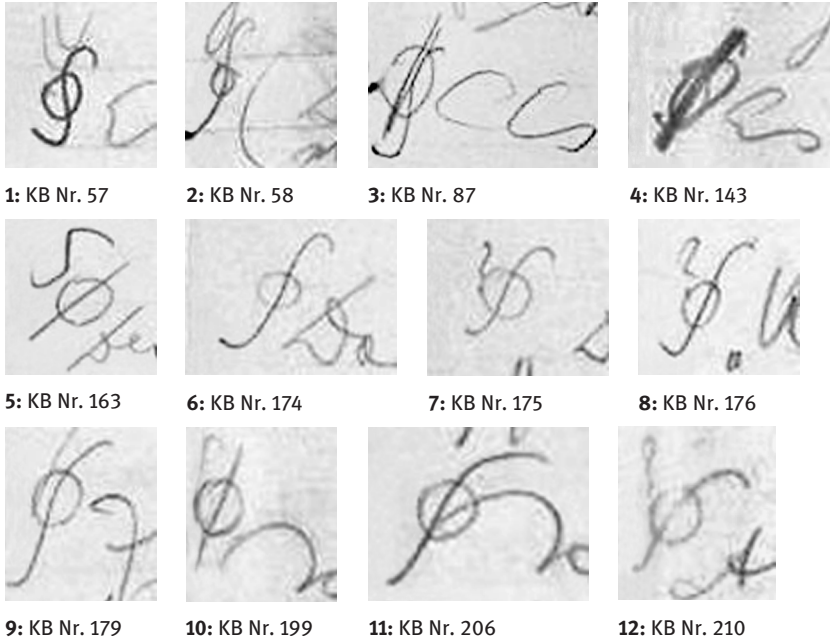 1: KB Nr. 57 2: KB Nr. 58 3: KB Nr. 87 4: KB Nr. 143
5: KB Nr. 163 6: KB Nr. 174 7: KB Nr. 175 8: KB Nr. 176
9: KB Nr. 179 10: KB Nr. 199 11: KB Nr. 206 12: KB Nr. 210